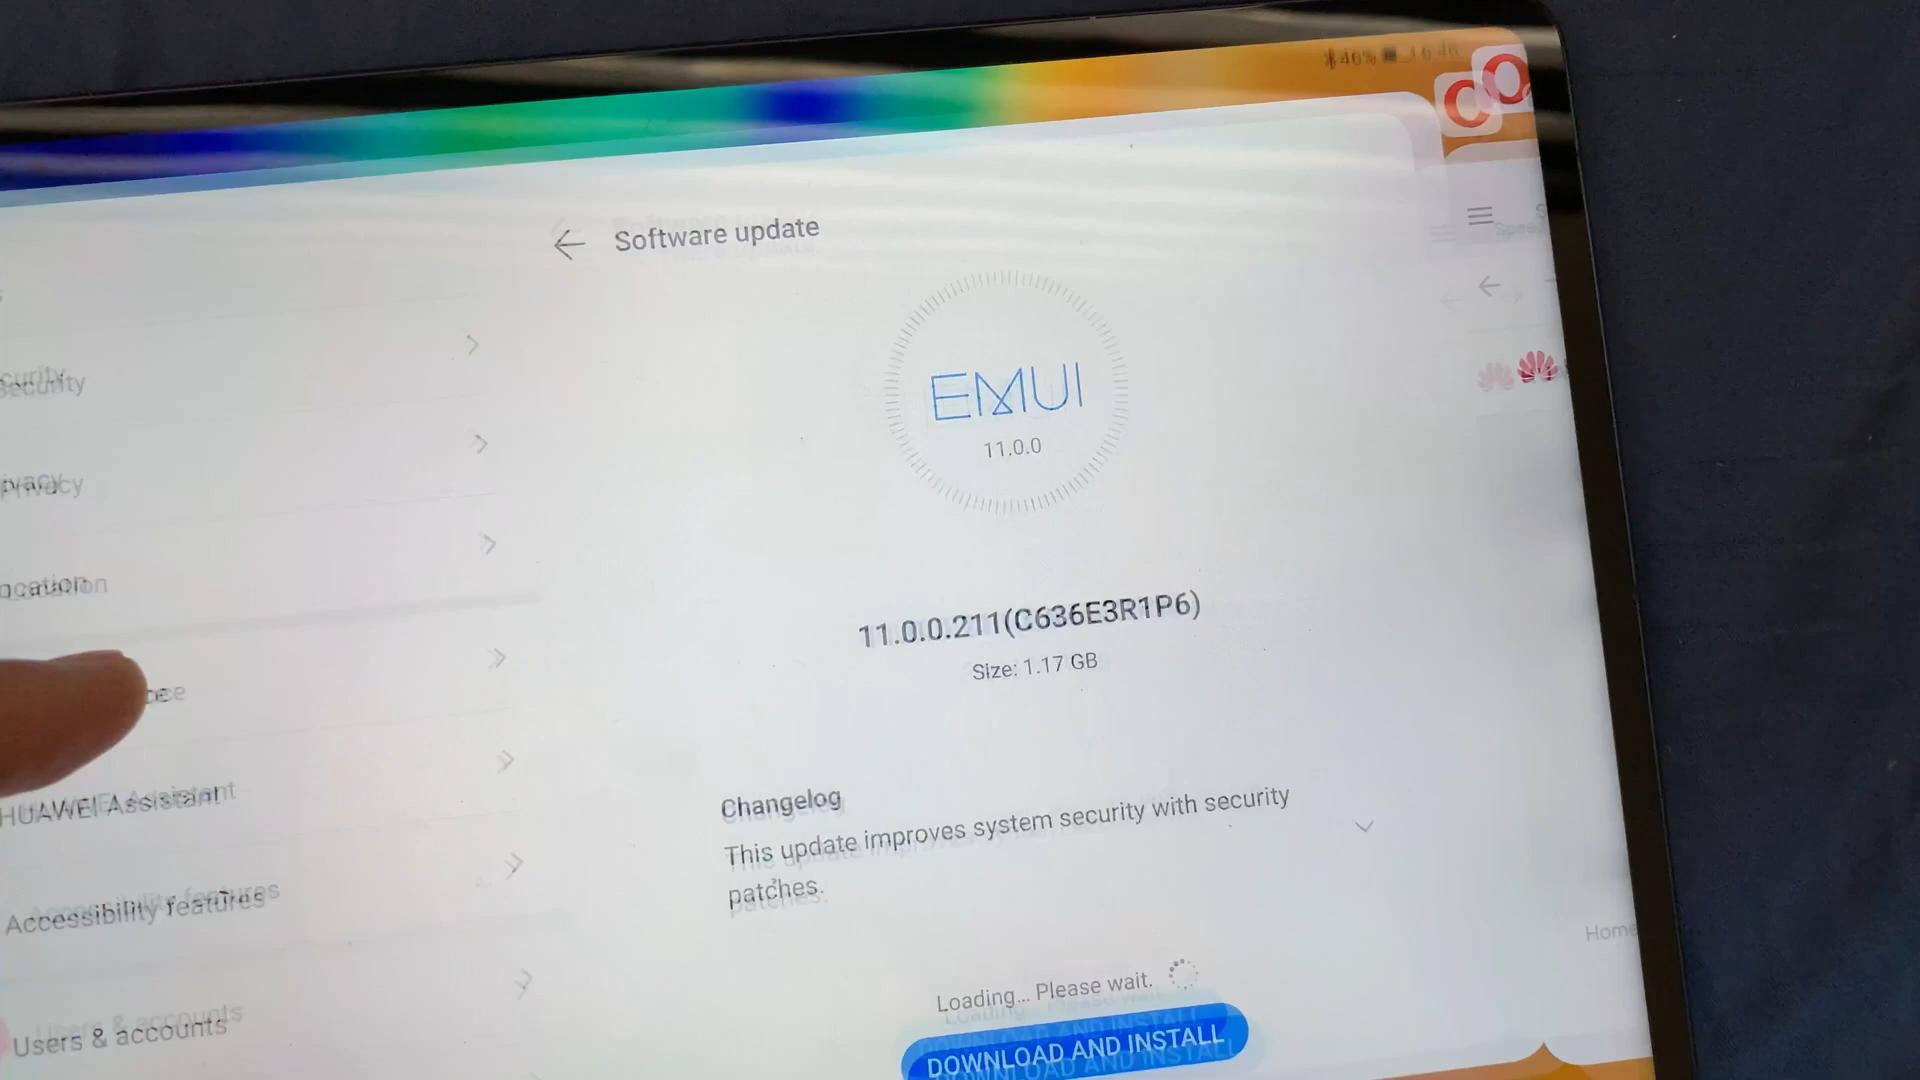 46%
Software update
EMUI
11.0.0
Security
Privacy
Location
11.0.0.211(C636E3R1P6)
Size: 1.17 GB
HUAWEI Assistant
Changelog
This update improves system security with security
patches.
Accessibility features
Users & accounts
Loading... Please wait.
DOWNLOAD AND INSTALL
Home